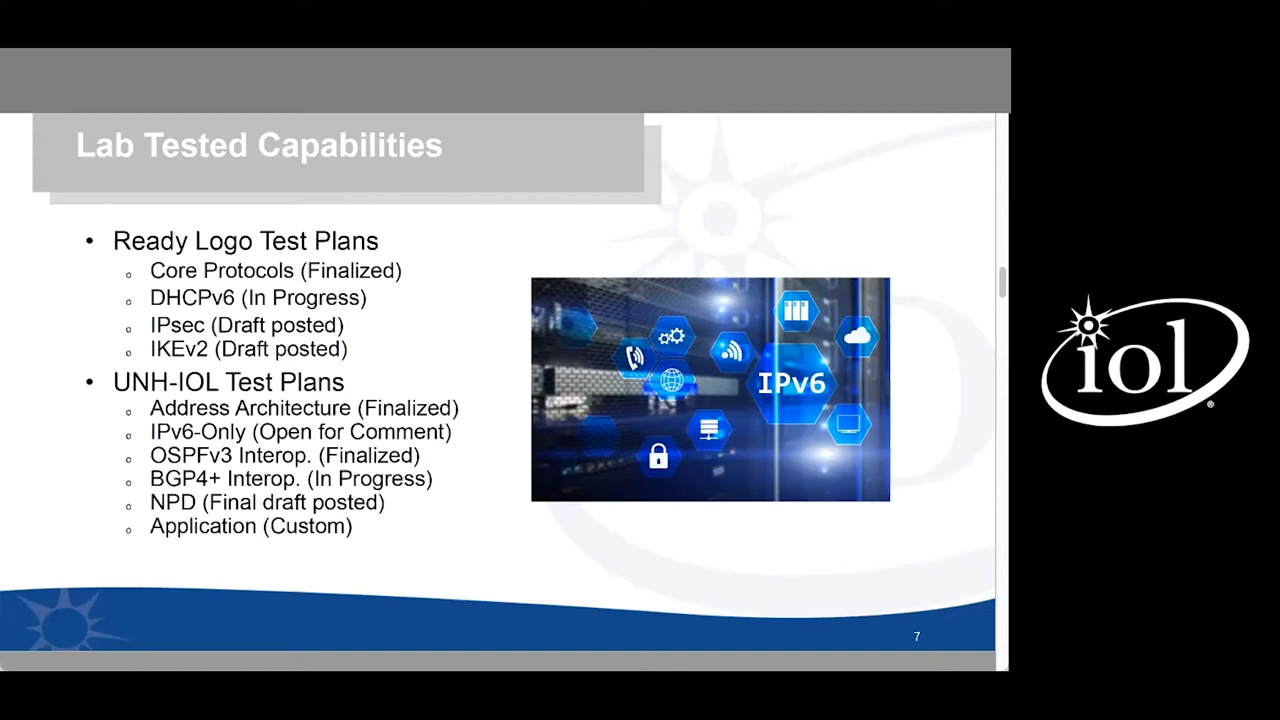 Lab Tested Capabilities
• Ready Logo Test Plans
o Core Protocols (Finalized)
o DHCPv6 (In Progress)
o IPsec (Draft posted)
o IKEv2 (Draft posted)
• UNH-IOL Test Plans
o Address Architecture (Finalized)
o IPv6-Only (Open for Comment)
o OSPFv3 Interop. (Finalized)
o BGP4+ Interop. (In Progress)
o NPD (Final draft posted)
o Application (Custom)
IPv6
iol®
7